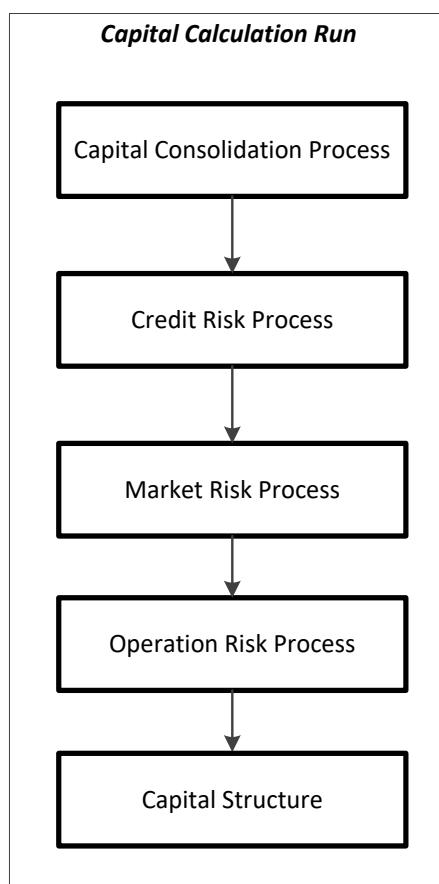 Capital Calculation Run
Capital Consolidation Process
Credit Risk Process
Market Risk Process
Operation Risk Process
Capital Structure